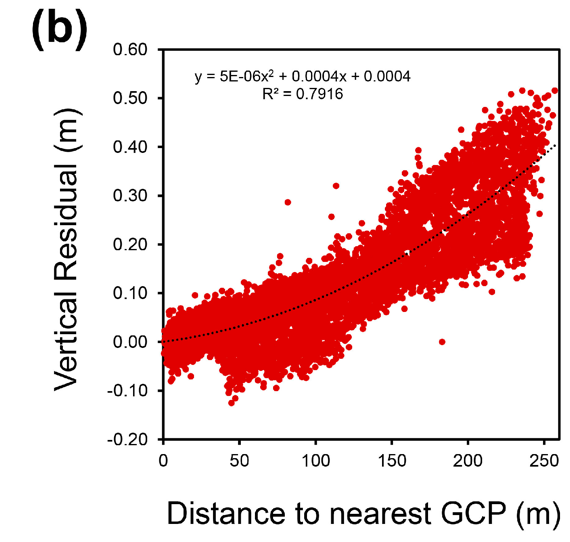 (b)
y = 5E-06x² + 0.0004x + 0.0004
R² = 0.7916
Vertical Residual (m)
0.60
0.50
0.40
0.30
0.20
0.10
0.00
-0.10
-0.20
0 50 100 150 200 250
Distance to nearest GCP (m)